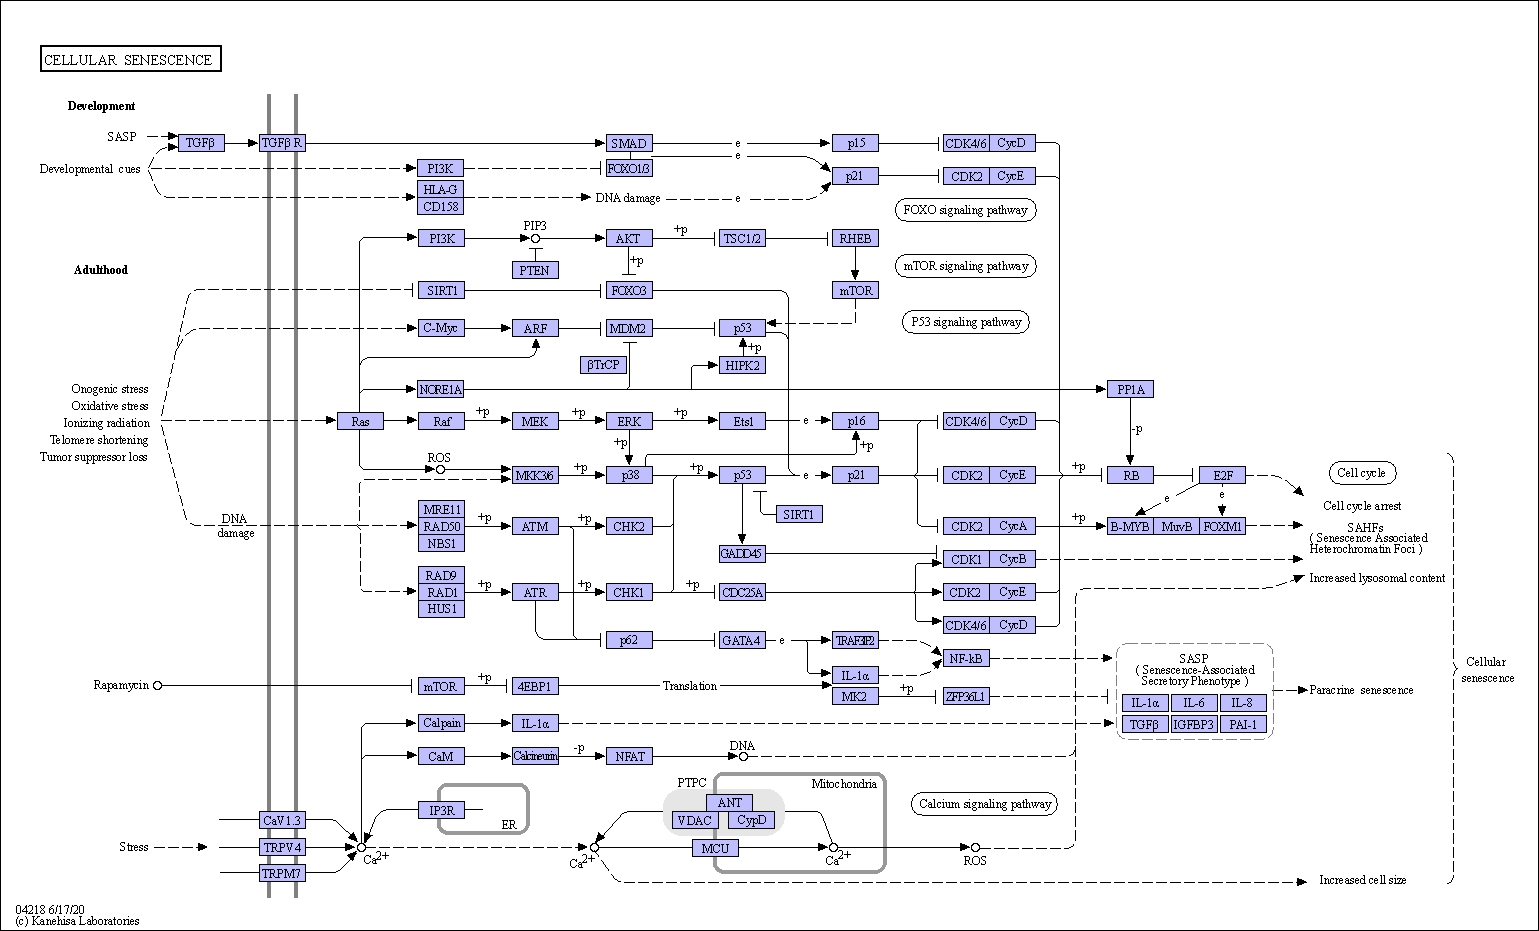 CELLULAR SENESCENCE
Development
SASP
TGFβ
TGFβ R
SMAD
e
p15
CDK4/6
CycD
e
Developmental cues
PI3K
FOXO1/3
p21
CDK2
CycE
HLA-G
CD158
DNA damage
e
FOXO signaling pathway
PIP3
PI3K
AKT
+p
TSC1/2
RHEB
+p
PTEN
mTOR signaling pathway
Adulthood
SIRT1
FOXO3
mTOR
C-Myc
ARF
MDM2
p53
P53 signaling pathway
+p
βTrCP
HIPK2
NORE1A
PP1A
Onogenic stress
Oxidative stress
Ionizing radiation
Telomere shortening
Tumor suppressor loss
Ras
Raf
+p
MEK
+p
ERK
+p
Ets1
e
p16
CDK4/6
CycD
-p
+p
+p
ROS
MKK3/6
+p
p38
+p
p53
e
p21
CDK2
CycE
+p
RB
E2F
Cell cycle
e
e
Cell cycle arrest
DNA
damage
MRE11
RAD50
NBS1
+p
ATM
+p
CHK2
SIRT1
CDK2
CycA
+p
B-MYB
MuvB
FOXM1
SAHFs
( Senescence Associated
Heterochromatin Foci )
GADD45
CDK1
CycB
RAD9
RAD1
HUS1
+p
ATR
+p
CHK1
+p
CDC25A
CDK2
CycE
Increased lysosomal content
CDK4/6
CycD
p62
GATA4
e
TRAF3IP2
NF-kB
IL-1α
SASP
( Senescence-Associated
Secretory Phenotype )
IL-1α
IL-6
IL-8
TGFβ
IGFBP3
PAI-1
Cellular
senescence
Paracrine senescence
Rapamycin
mTOR
+p
4EBP1
Translation
MK2
+p
ZFP36L1
Calpain
IL-1α
CaM
Calcineurin
-p
NFAT
DNA
PTPC
Mitochondria
ANT
VDAC
CypD
Calcium signaling pathway
IP3R
ER
CaV1.3
Stress
TRPV4
Ca2+
Ca2+
MCU
Ca2+
ROS
TRPM7
Increased cell size
04218 6/17/20
(c) Kanehisa Laboratories